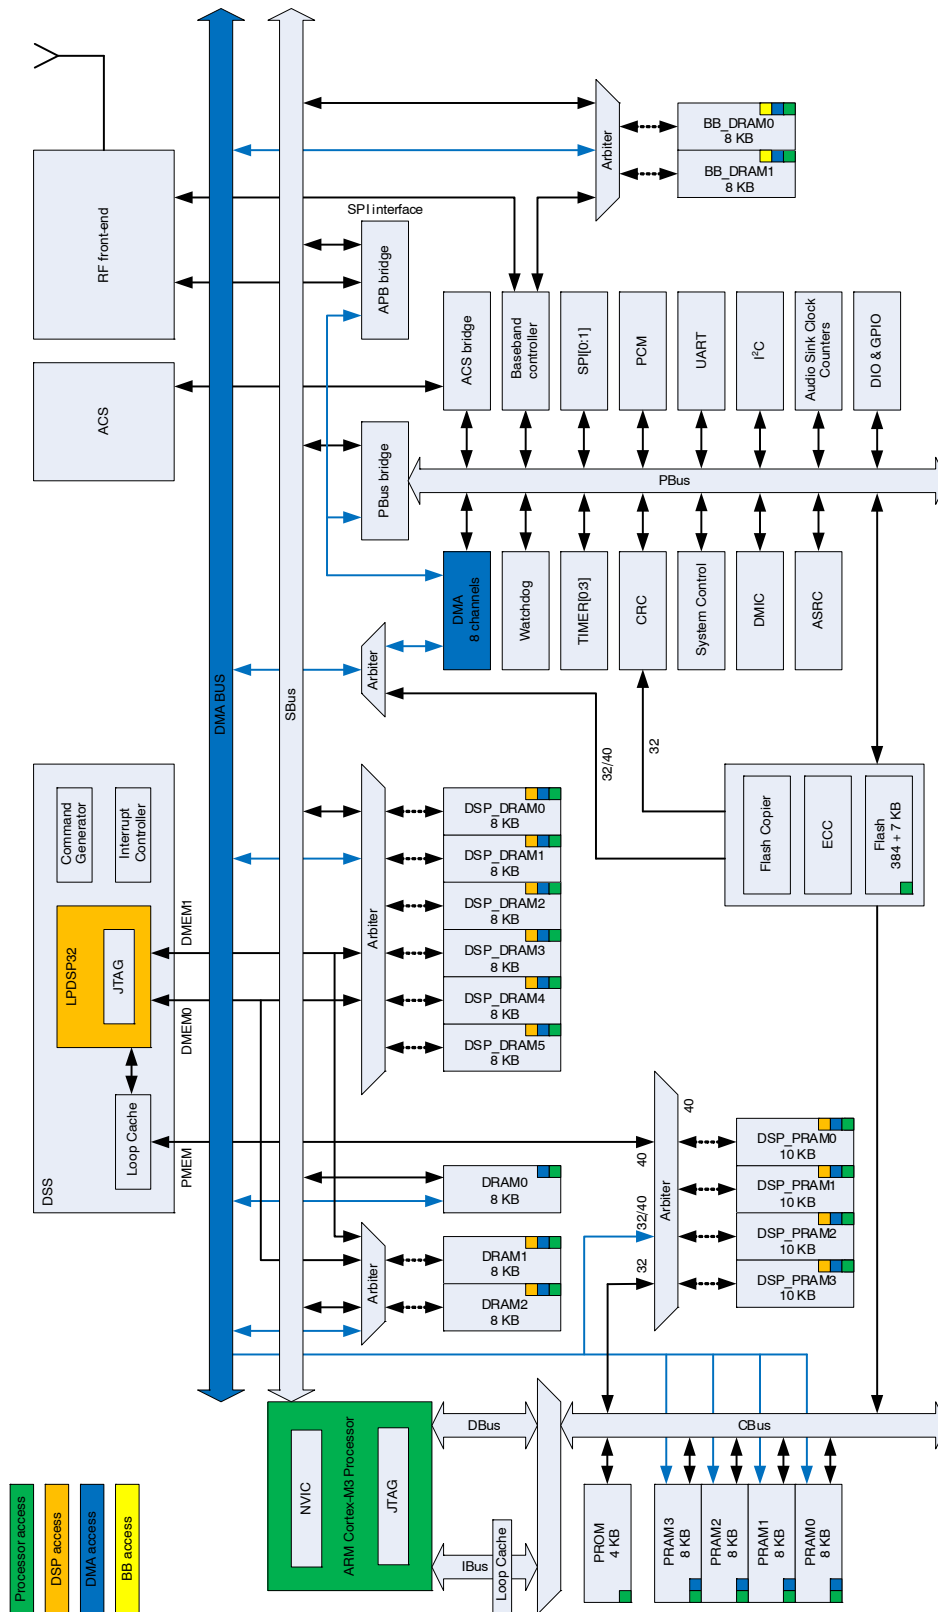 Processor access
DSP access
DMA access
BB access
RF front-end
ACS
DSS
Command
Generator
Interrupt
Controller
LPDSP32
JTAG
Loop Cache
DMEM1
DMEM0
PMEM
DMA BUS
SBus
ARM Cortex-M3 Processor
NVIC
JTAG
DBus
IBus
Loop Cache
CBus
SPI interface
APB bridge
PBus bridge
Arbiter
BB_DRAM0
8 KB
BB_DRAM1
8 KB
ACS bridge
Baseband
controller
SPI[0:1]
PCM
UART
I²C
Audio Sink Clock
Counters
DIO & GPIO
PBus
DMA
8 channels
Watchdog
TIMER[0:3]
CRC
System Control
DMIC
ASRC
Arbiter
32/40
32
Flash Copier
ECC
Flash
384 + 7 KB
Arbiter
DSP_DRAM0
8 KB
DSP_DRAM1
8 KB
DSP_DRAM2
8 KB
DSP_DRAM3
8 KB
DSP_DRAM4
8 KB
DSP_DRAM5
8 KB
DRAM0
8 KB
Arbiter
DRAM1
8 KB
DRAM2
8 KB
Arbiter
40
40
32/40
32
DSP_PRAM0
10 KB
DSP_PRAM1
10 KB
DSP_PRAM2
10 KB
DSP_PRAM3
10 KB
PROM
4 KB
PRAM3
8 KB
PRAM2
8 KB
PRAM1
8 KB
PRAM0
8 KB